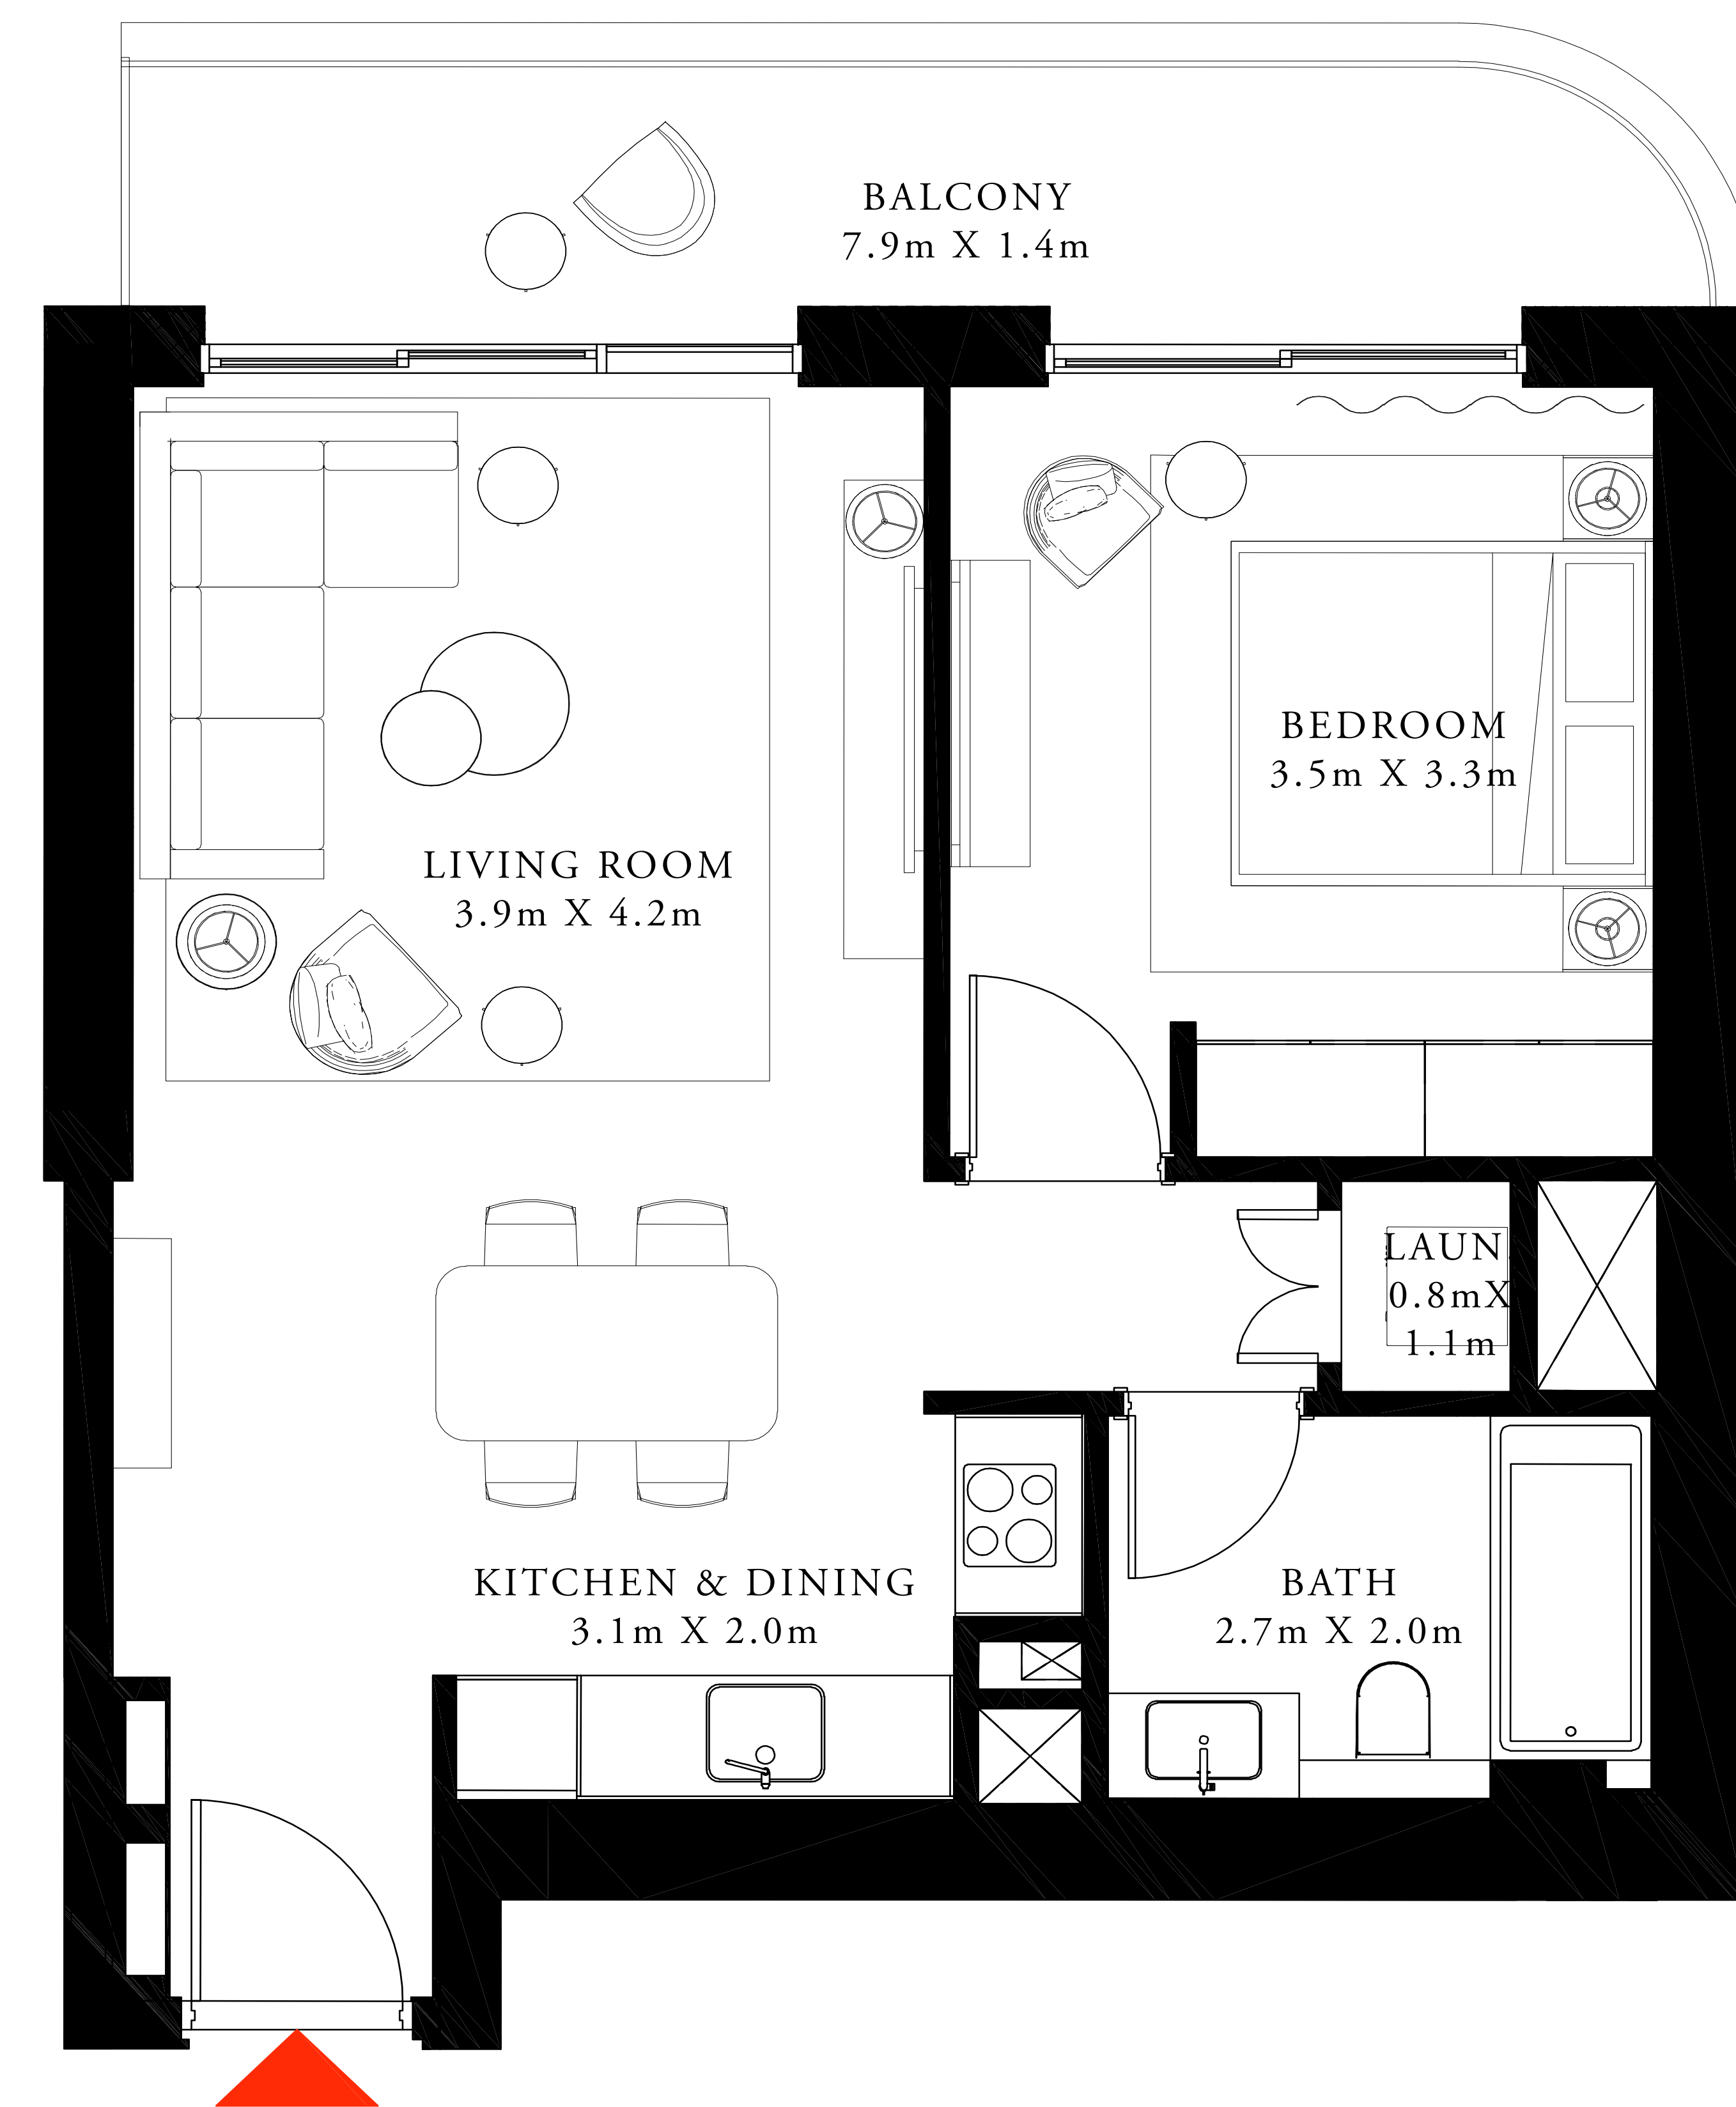 BALCONY
7.9m X 1.4m
BEDROOM
3.5m X 3.3m
LIVING ROOM
3.9m X 4.2m
LAUN
0.8mX
1.1m
KITCHEN & DINING
3.1m X 2.0m
BATH
2.7m X 2.0m